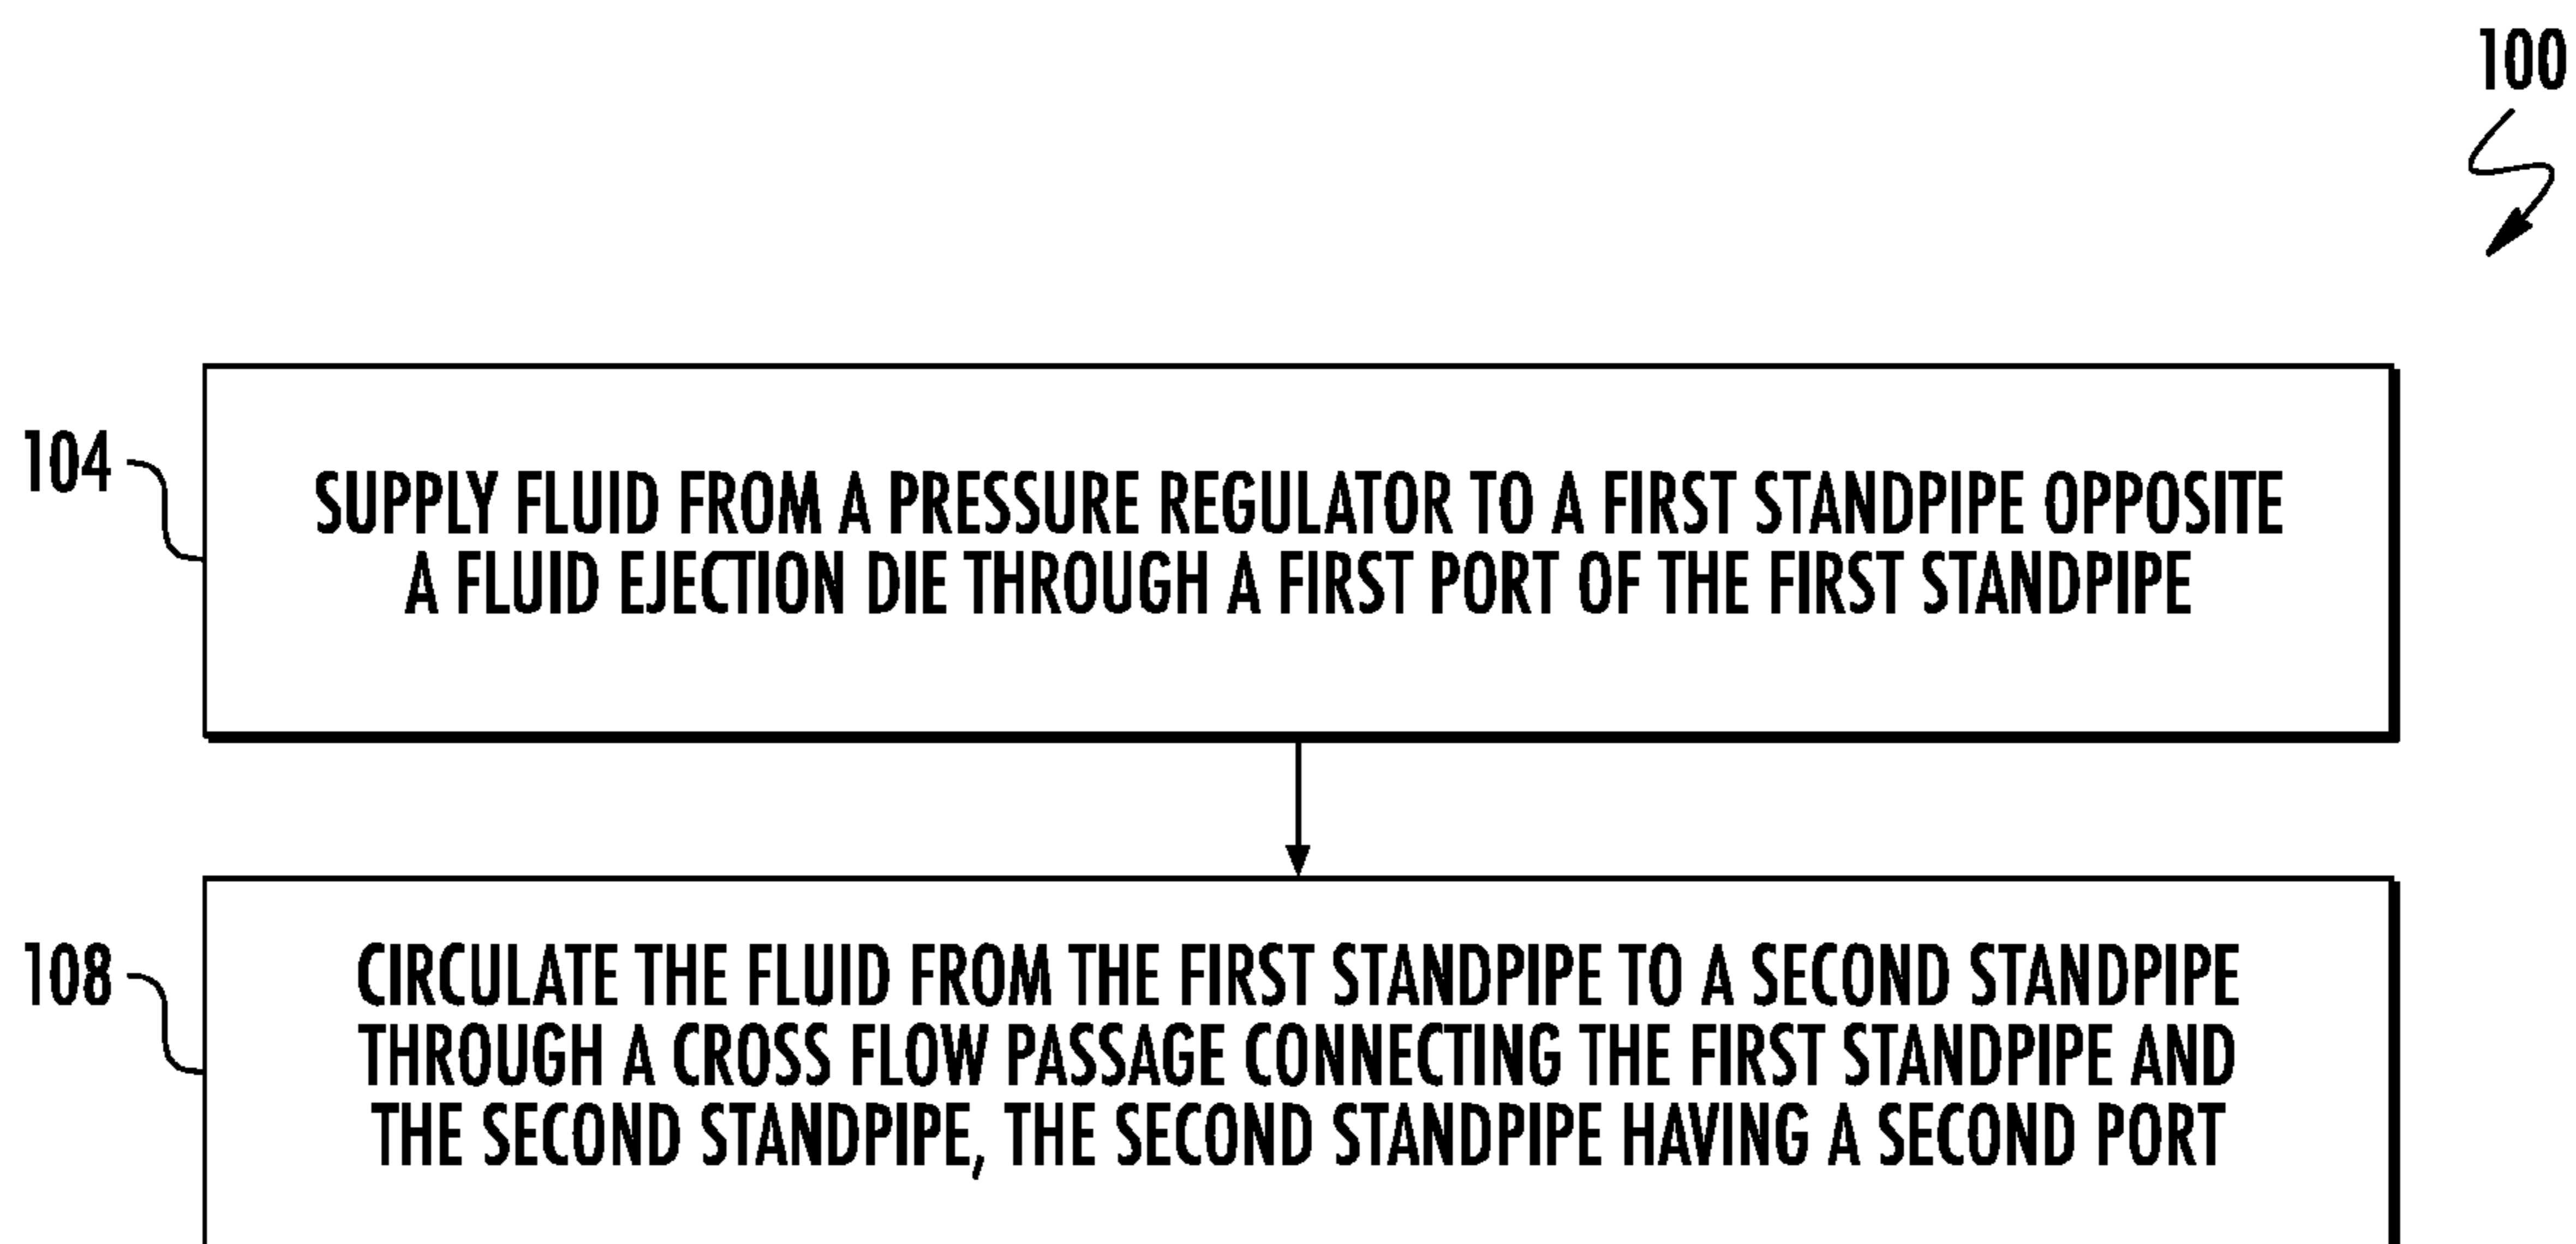 100
104
SUPPLY FLUID FROM A PRESSURE REGULATOR TO A FIRST STANDPIPE OPPOSITE
A FLUID EJECTION DIE THROUGH A FIRST PORT OF THE FIRST STANDPIPE
108
CIRCULATE THE FLUID FROM THE FIRST STANDPIPE TO A SECOND STANDPIPE
THROUGH A CROSS FLOW PASSAGE CONNECTING THE FIRST STANDPIPE AND
THE SECOND STANDPIPE, THE SECOND STANDPIPE HAVING A SECOND PORT